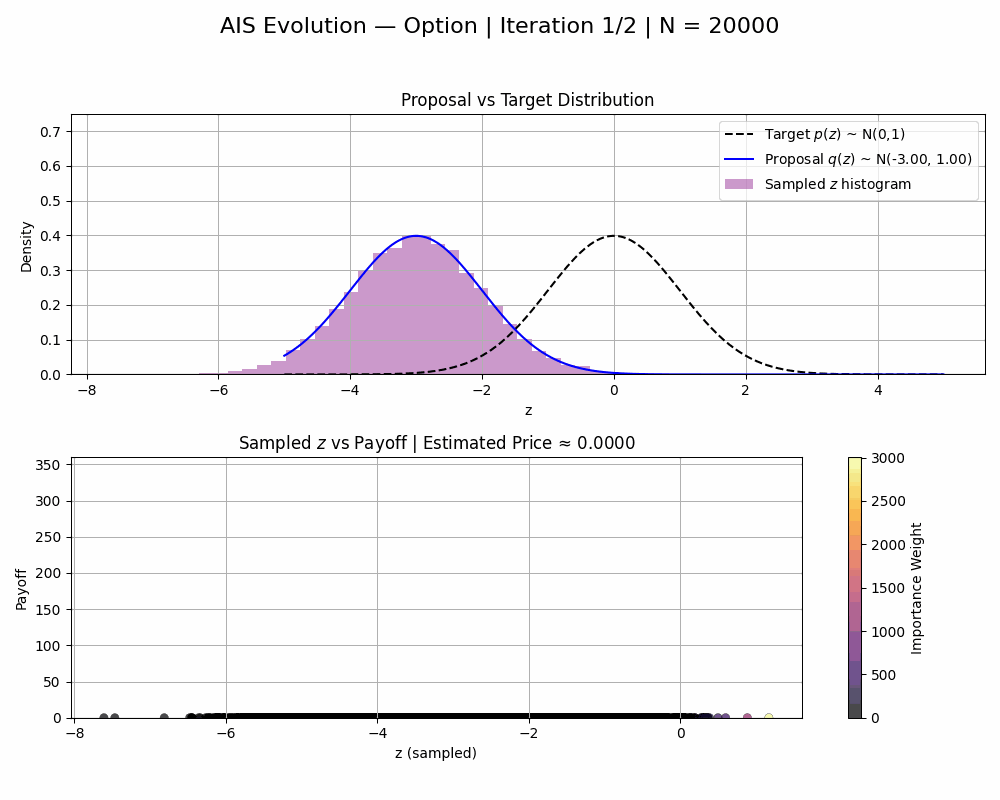 AIS Evolution — Option | Iteration 1/2 | N = 20000
Proposal vs Target Distribution
Target p(z) ~ N(0,1)
Proposal q(z) ~ N(-3.00, 1.00)
Sampled z histogram
Density
0.7
0.6
0.5
0.4
0.3
0.2
0.1
0.0
−8 −6 −4 −2 0 2 4
z
Sampled z vs Payoff | Estimated Price ≈ 0.0000
Payoff
350
300
250
200
150
100
50
0
−8 −6 −4 −2 0
z (sampled)
3000
2500
2000
1500
1000
500
0
Importance Weight